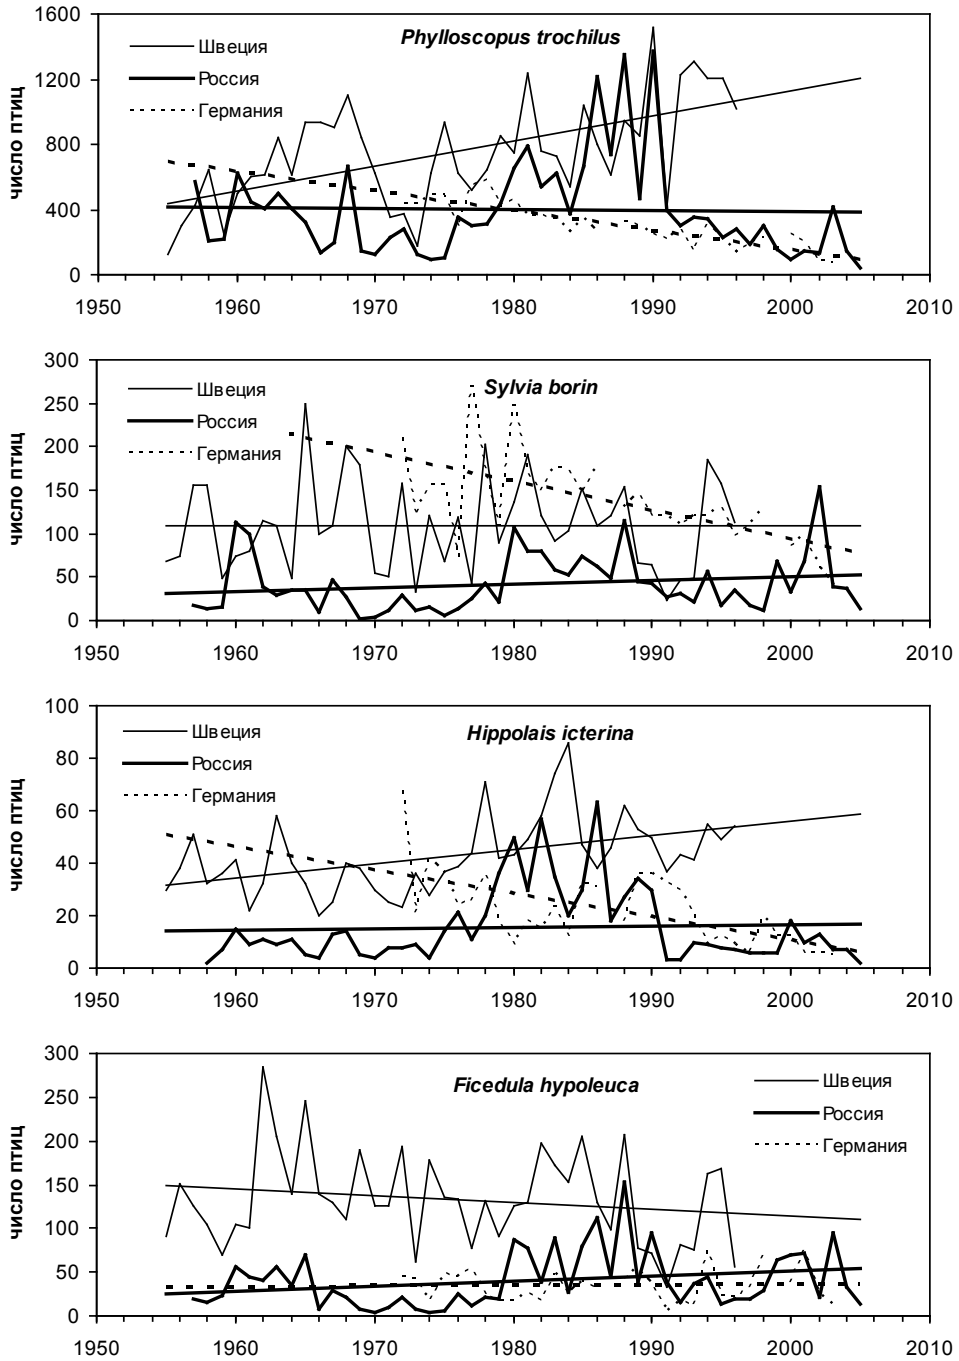 1600
1200
800
400
0
число птиц
Швеция
Россия
Германия
Phylloscopus trochilus
1950 1960 1970 1980 1990 2000 2010
300
250
200
150
100
50
0
число птиц
Швеция
Россия
Германия
Sylvia borin
1950 1960 1970 1980 1990 2000 2010
100
80
60
40
20
0
число птиц
Швеция
Россия
Германия
Hippolais icterina
1950 1960 1970 1980 1990 2000 2010
300
250
200
150
100
50
0
число птиц
Ficedula hypoleuca
Швеция
Россия
Германия
1950 1960 1970 1980 1990 2000 2010